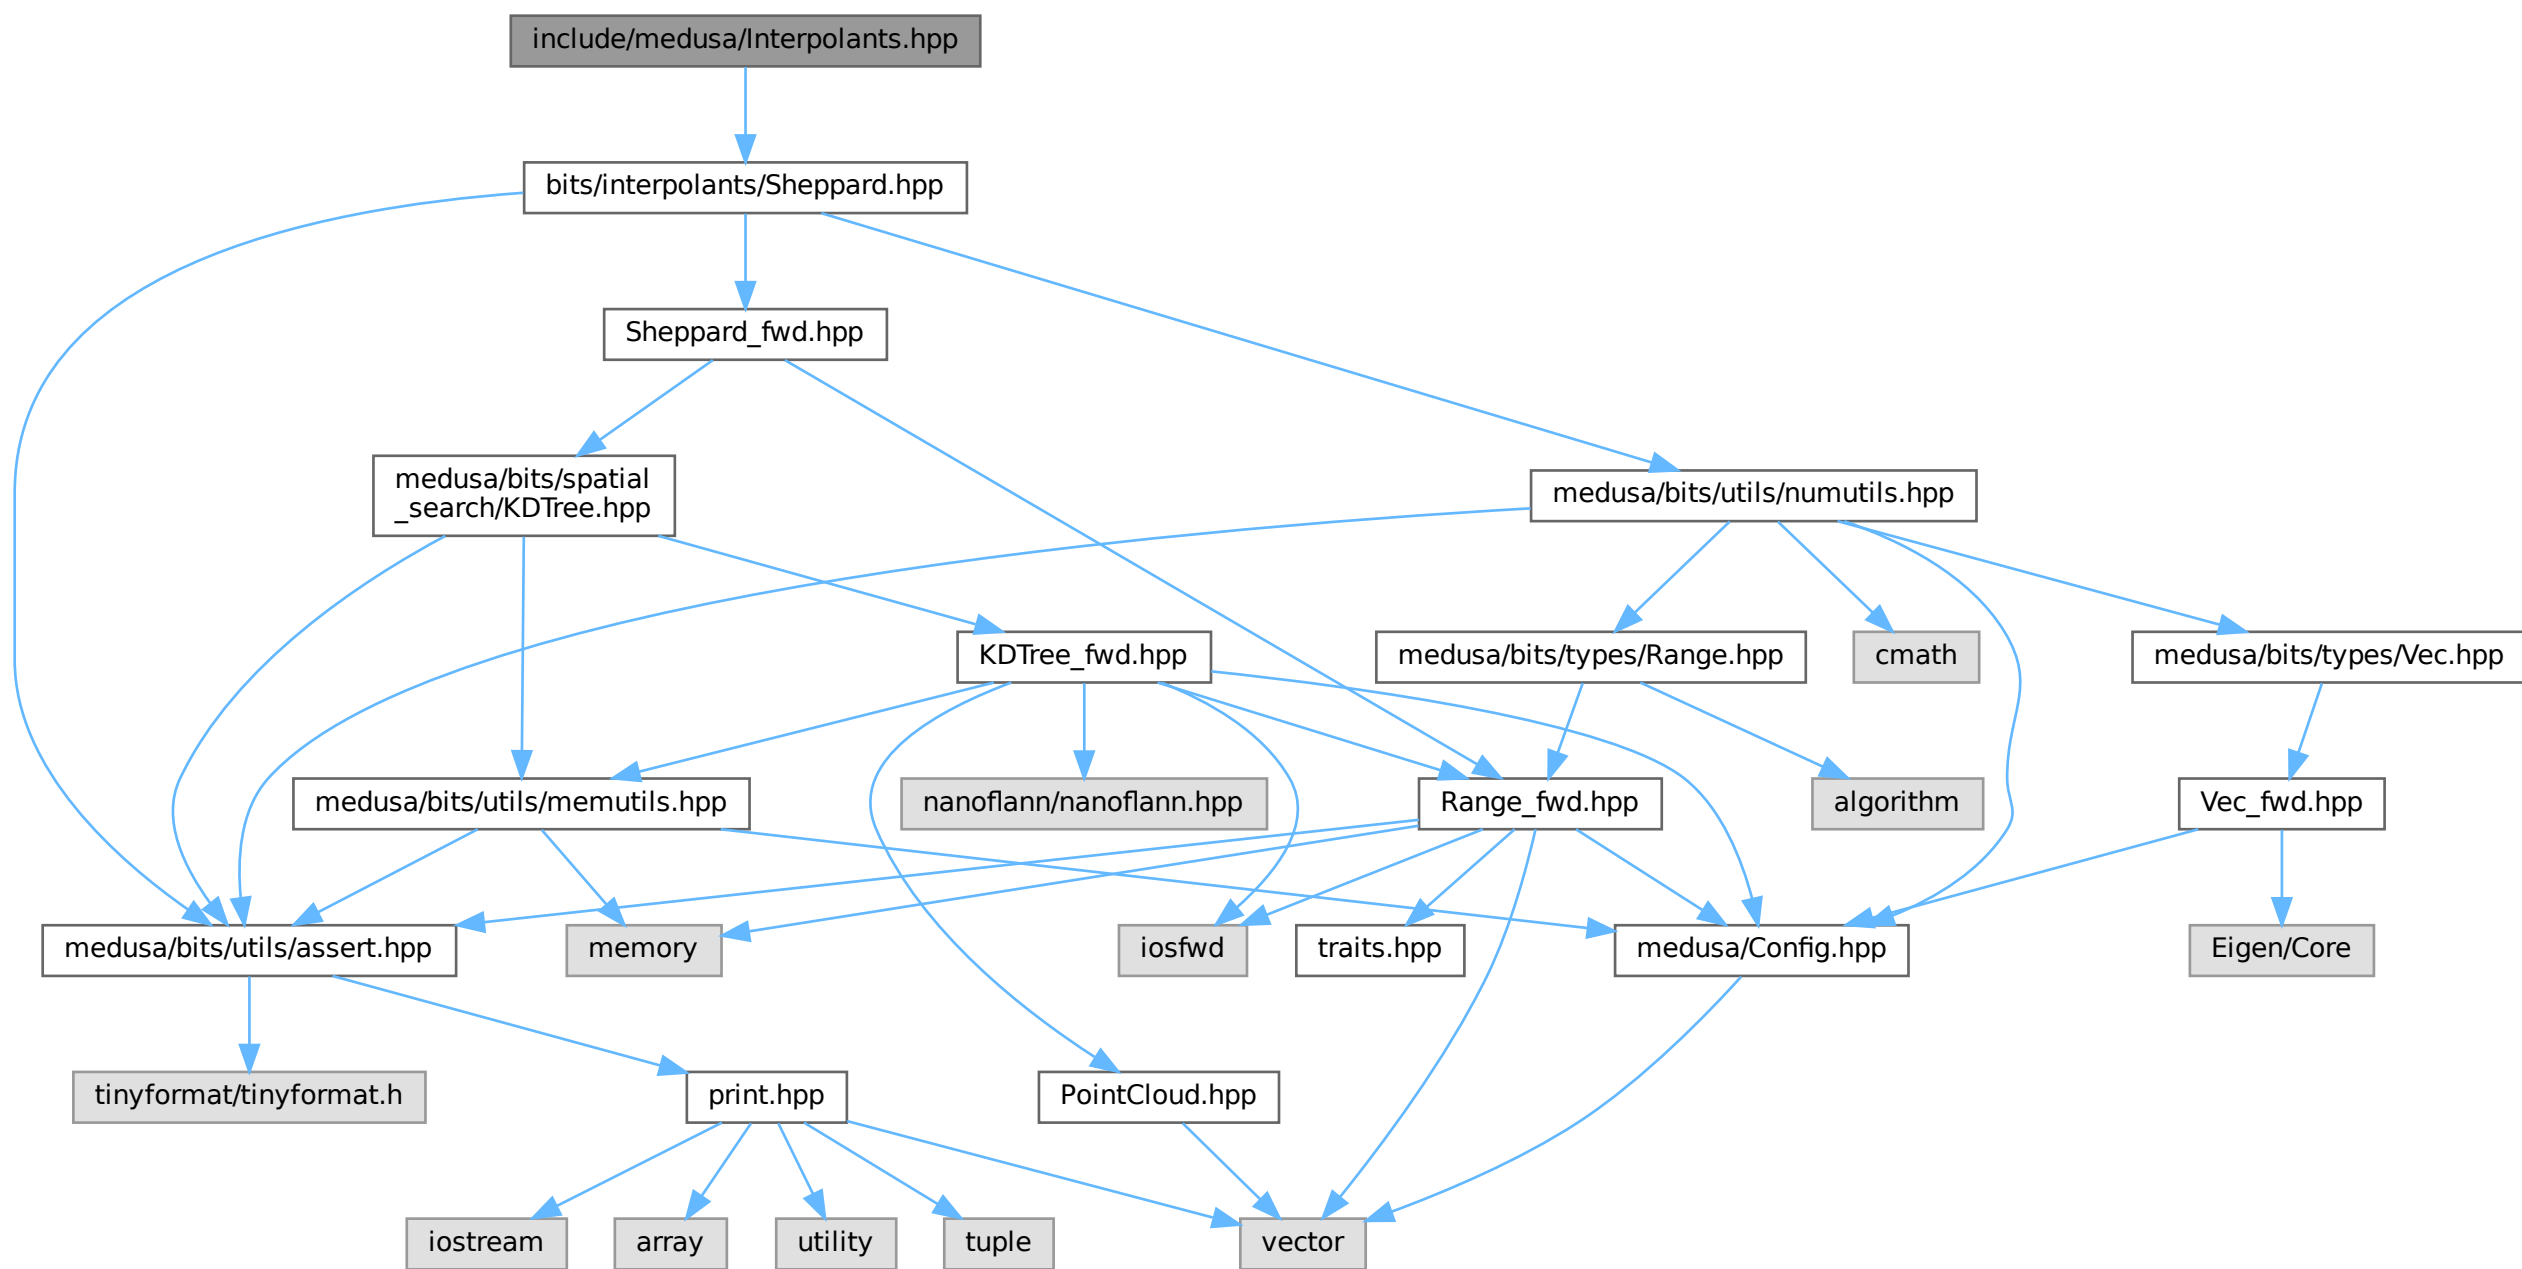 include/medusa/Interpolants.hpp
bits/interpolants/Sheppard.hpp
Sheppard_fwd.hpp
medusa/bits/spatial
_search/KDTree.hpp
medusa/bits/utils/numutils.hpp
KDTree_fwd.hpp
medusa/bits/types/Range.hpp
cmath
medusa/bits/types/Vec.hpp
medusa/bits/utils/memutils.hpp
nanoflann/nanoflann.hpp
Range_fwd.hpp
algorithm
Vec_fwd.hpp
medusa/bits/utils/assert.hpp
memory
iosfwd
traits.hpp
medusa/Config.hpp
Eigen/Core
tinyformat/tinyformat.h
print.hpp
PointCloud.hpp
iostream
array
utility
tuple
vector